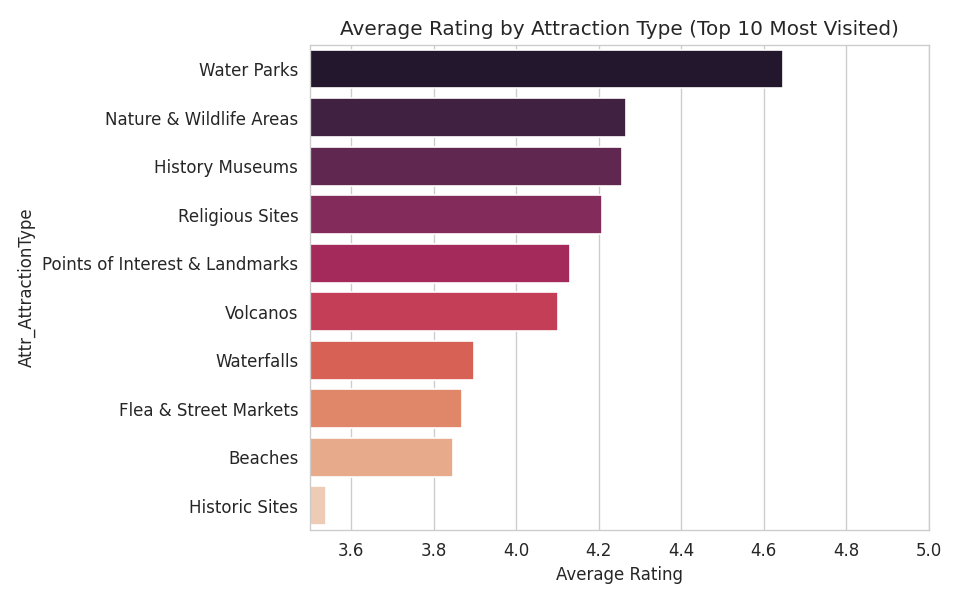 Average Rating by Attraction Type (Top 10 Most Visited)
Attr_AttractionType
Water Parks
Nature & Wildlife Areas
History Museums
Religious Sites
Points of Interest & Landmarks
Volcanos
Waterfalls
Flea & Street Markets
Beaches
Historic Sites
3.6 3.8 4.0 4.2 4.4 4.6 4.8 5.0
Average Rating